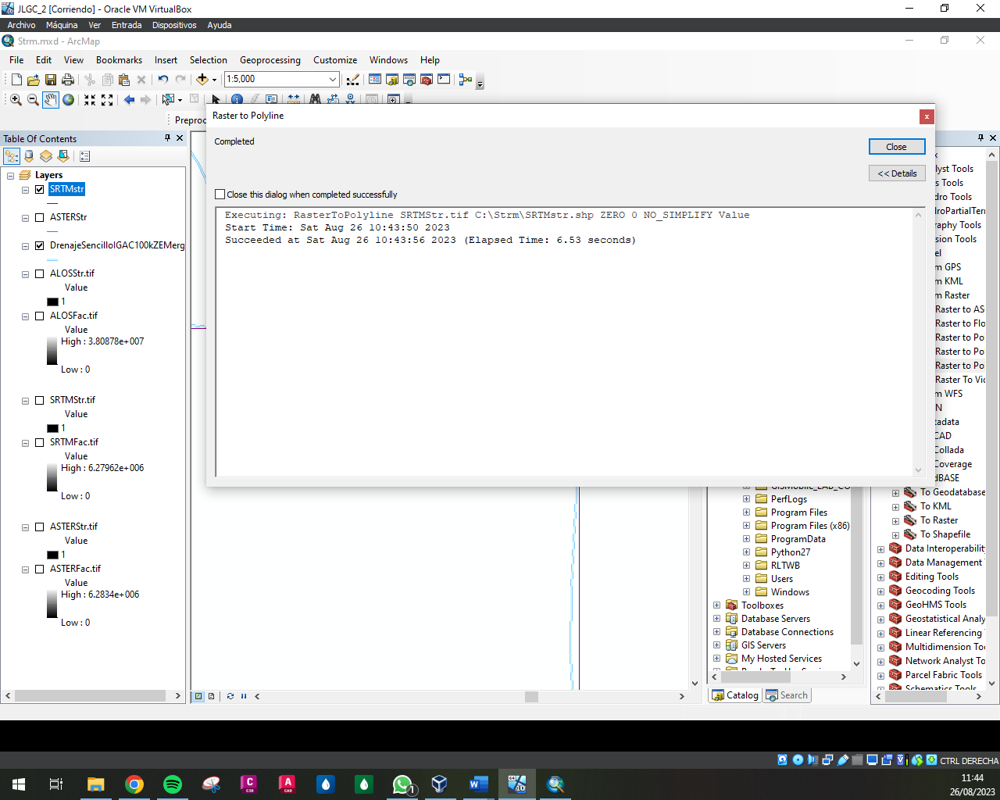 JLGC_2 [Corriendo] - Oracle VM VirtualBox
Archivo Máquina Ver Entrada Dispositivos Ayuda
Strm.mxd - ArcMap
File Edit View Bookmarks Insert Selection Geoprocessing Customize Windows Help
1:5,000
Preproc
Raster to Polyline
Completed
Close
<< Details
Close this dialog when completed successfully
Executing: RasterToPolyline SRTMStr.tif C:\Strm\SRTMstr.shp ZERO 0 NO_SIMPLIFY Value
Start Time: Sat Aug 26 10:43:50 2023
Succeeded at Sat Aug 26 10:43:56 2023 (Elapsed Time: 6.53 seconds)
Table Of Contents
Layers
SRTMstr
ASTERStr
DrenajeSencilloIGAC100kZEMerg
ALOSStr.tif
Value
1
ALOSFac.tif
Value
High : 3.80878e+007
Low : 0
SRTMStr.tif
Value
1
SRTMFac.tif
Value
High : 6.27962e+006
Low : 0
ASTERStr.tif
Value
1
ASTERFac.tif
Value
High : 6.2834e+006
Low : 0
PerfLogs
Program Files
Program Files (x86)
ProgramData
Python27
RLTWB
Users
Windows
Toolboxes
Database Servers
Database Connections
GIS Servers
My Hosted Services
Catalog Search
x
lyst Tools
s Tools
droPartialTerr
raphy Tools
sion Tools
el
m GPS
m KML
m Raster
Raster to AS
Raster to Flo
Raster to Po
Raster to Po
Raster to Po
Raster To Vid
m WFS
N
adata
CAD
Collada
Coverage
dBASE
To Geodatabase
To KML
To Raster
To Shapefile
Data Interoperability
Data Management
Editing Tools
Geocoding Tools
GeoHMS Tools
Geostatistical Analy
Linear Referencing
Multidimension Too
Network Analyst To
Parcel Fabric Tools
Schematics Tools
CTRL DERECHA
11:44
26/08/2023